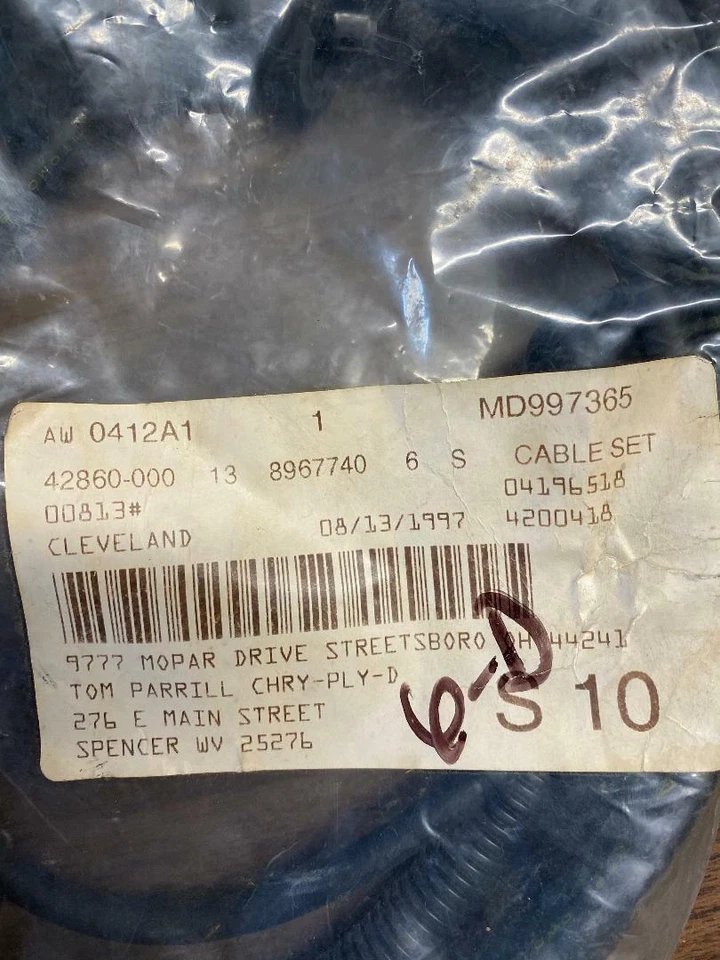 AW 0412A1 1 MD997365
42860-000 13 8967740 6 S CABLE SET
00813# 04196518
CLEVELAND 08/13/1997 4200418
9777 MOPAR DRIVE STREETSBORO OH 44241
TOM PARRILL CHRY-PLY-D
276 E MAIN STREET
SPENCER WV 25276
6-D
S 10